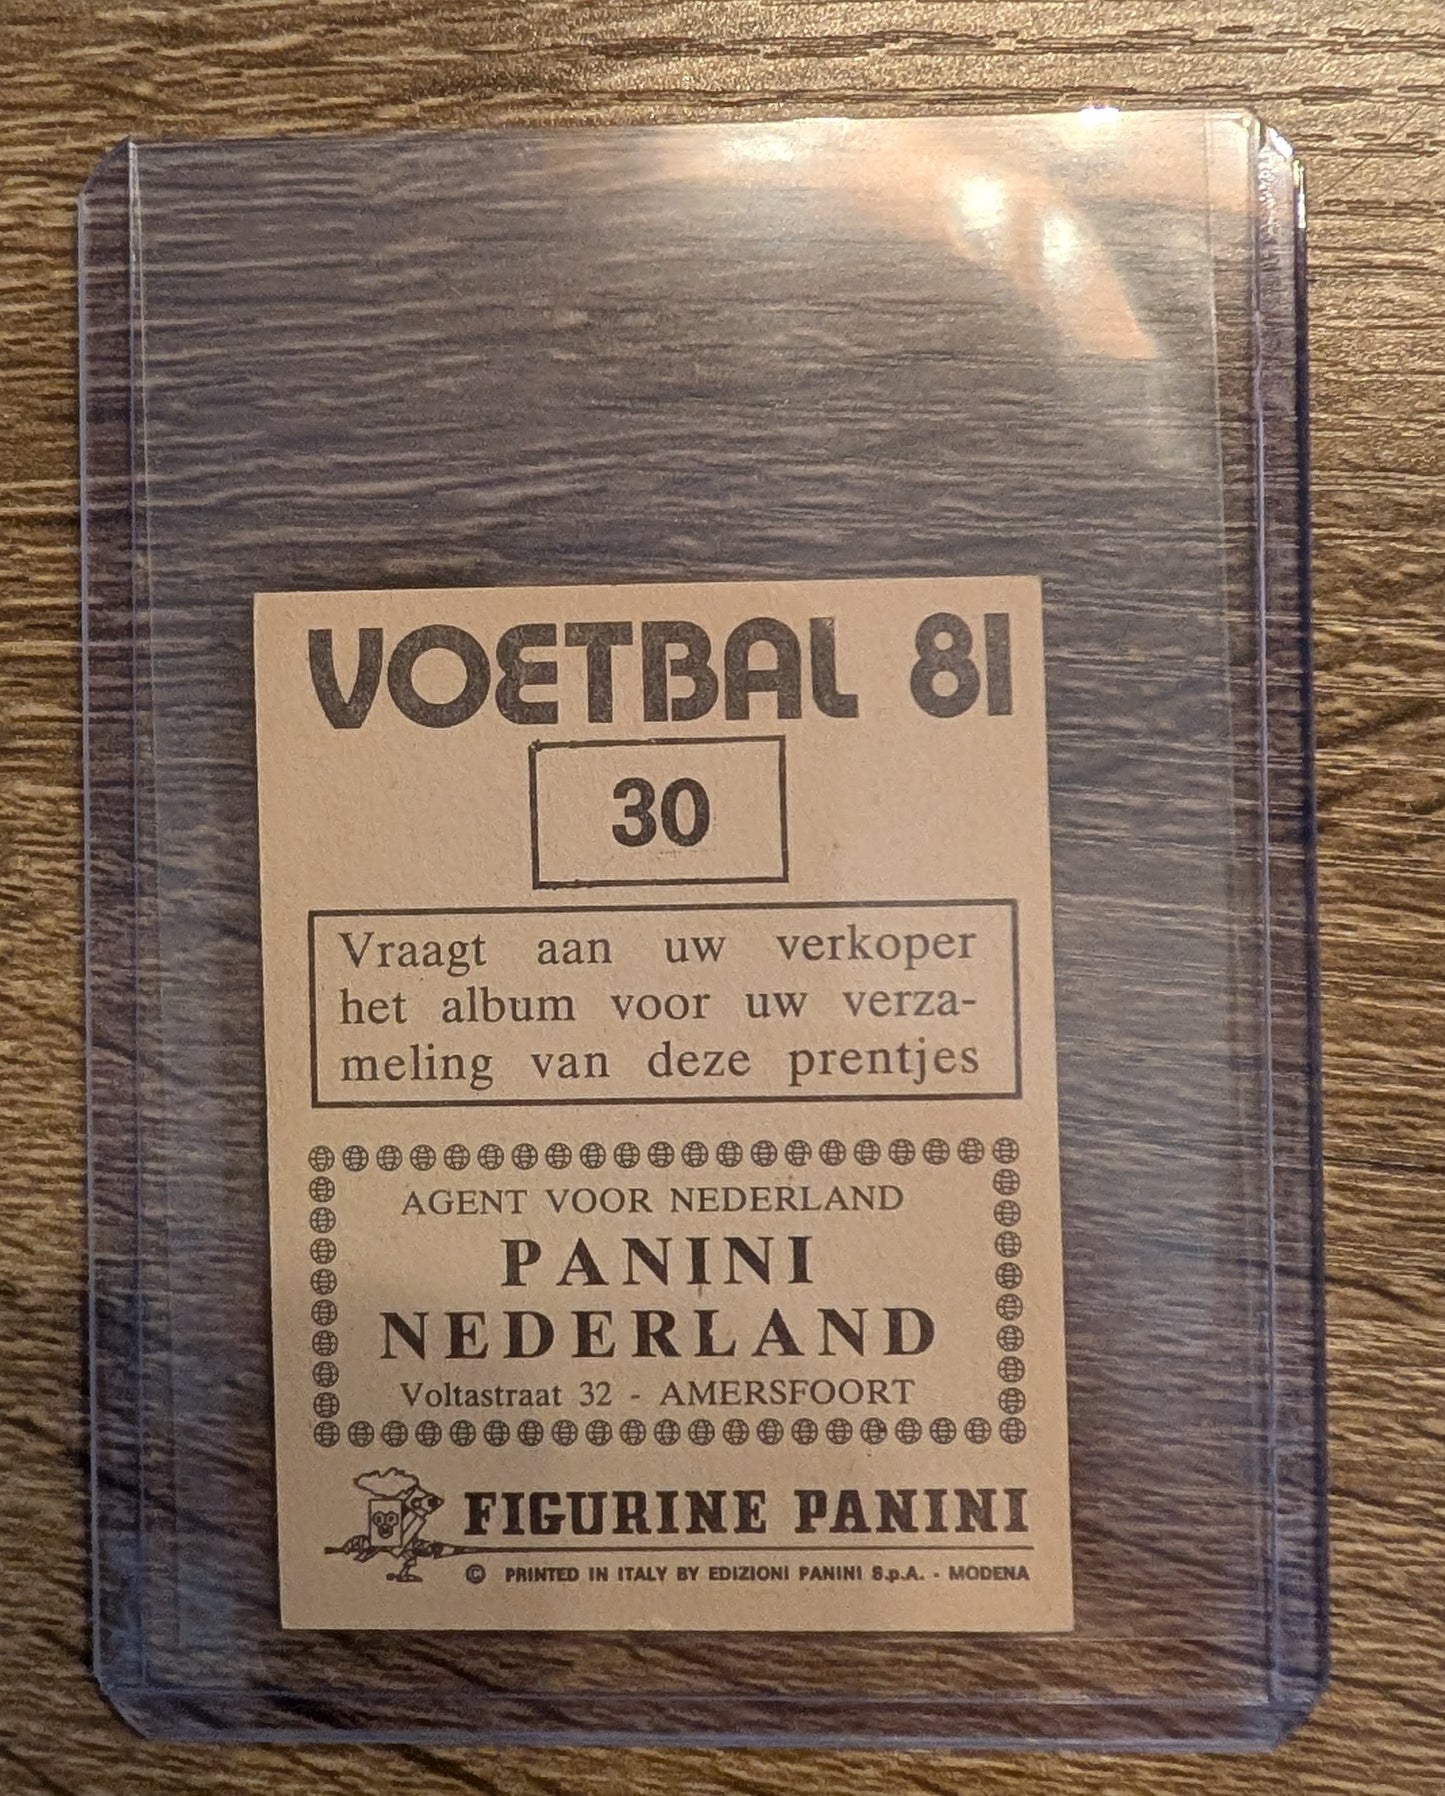 VOETBAL 81
30
Vraagt aan uw verkoper
het album voor uw verza-
meling van deze prentjes
AGENT VOOR NEDERLAND
PANINI
NEDERLAND
Voltastraat 32 - AMERSFOORT
FIGURINE PANINI
© PRINTED IN ITALY BY EDIZIONI PANINI S.p.A. - MODENA